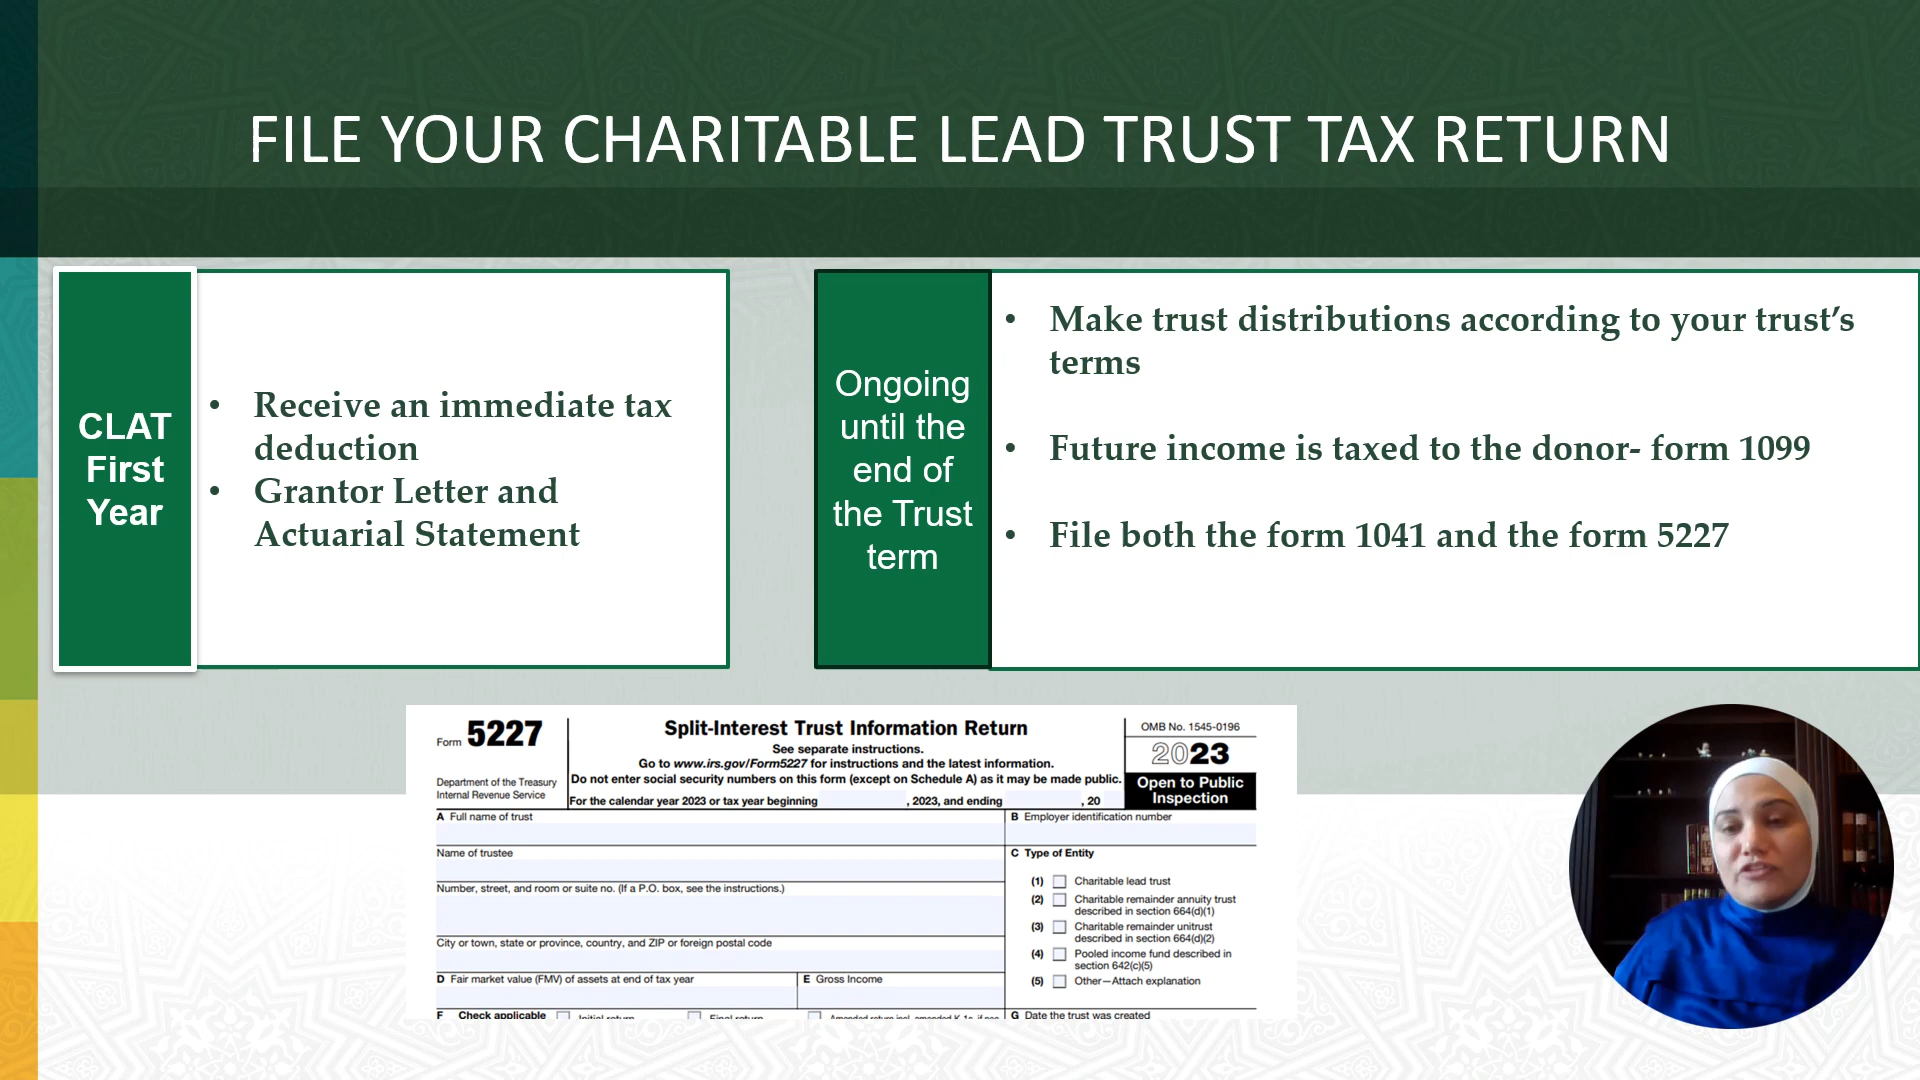 FILE YOUR CHARITABLE LEAD TRUST TAX RETURN
CLAT
First
Year
• Receive an immediate tax
deduction
• Grantor Letter and
Actuarial Statement
Ongoing
until the
end of
the Trust
term
• Make trust distributions according to your trust’s
terms
• Future income is taxed to the donor- form 1099
• File both the form 1041 and the form 5227
Form 5227
Department of the Treasury
Internal Revenue Service
Split-Interest Trust Information Return
See separate instructions.
Go to www.irs.gov/Form5227 for instructions and the latest information.
Do not enter social security numbers on this form (except on Schedule A) as it may be made public.
For the calendar year 2023 or tax year beginning , 2023, and ending , 20
OMB No. 1545-0196
2023
Open to Public
Inspection
A Full name of trust
Name of trustee
Number, street, and room or suite no. (If a P.O. box, see the instructions.)
City or town, state or province, country, and ZIP or foreign postal code
D Fair market value (FMV) of assets at end of tax year
E Gross Income
F Check applicable Initial return Final return Amended return incl. amended K-1s, if nec
B Employer identification number
C Type of Entity
(1) Charitable lead trust
(2) Charitable remainder annuity trust
described in section 664(d)(1)
(3) Charitable remainder unitrust
described in section 664(d)(2)
(4) Pooled income fund described in
section 642(c)(5)
(5) Other—Attach explanation
G Date the trust was created